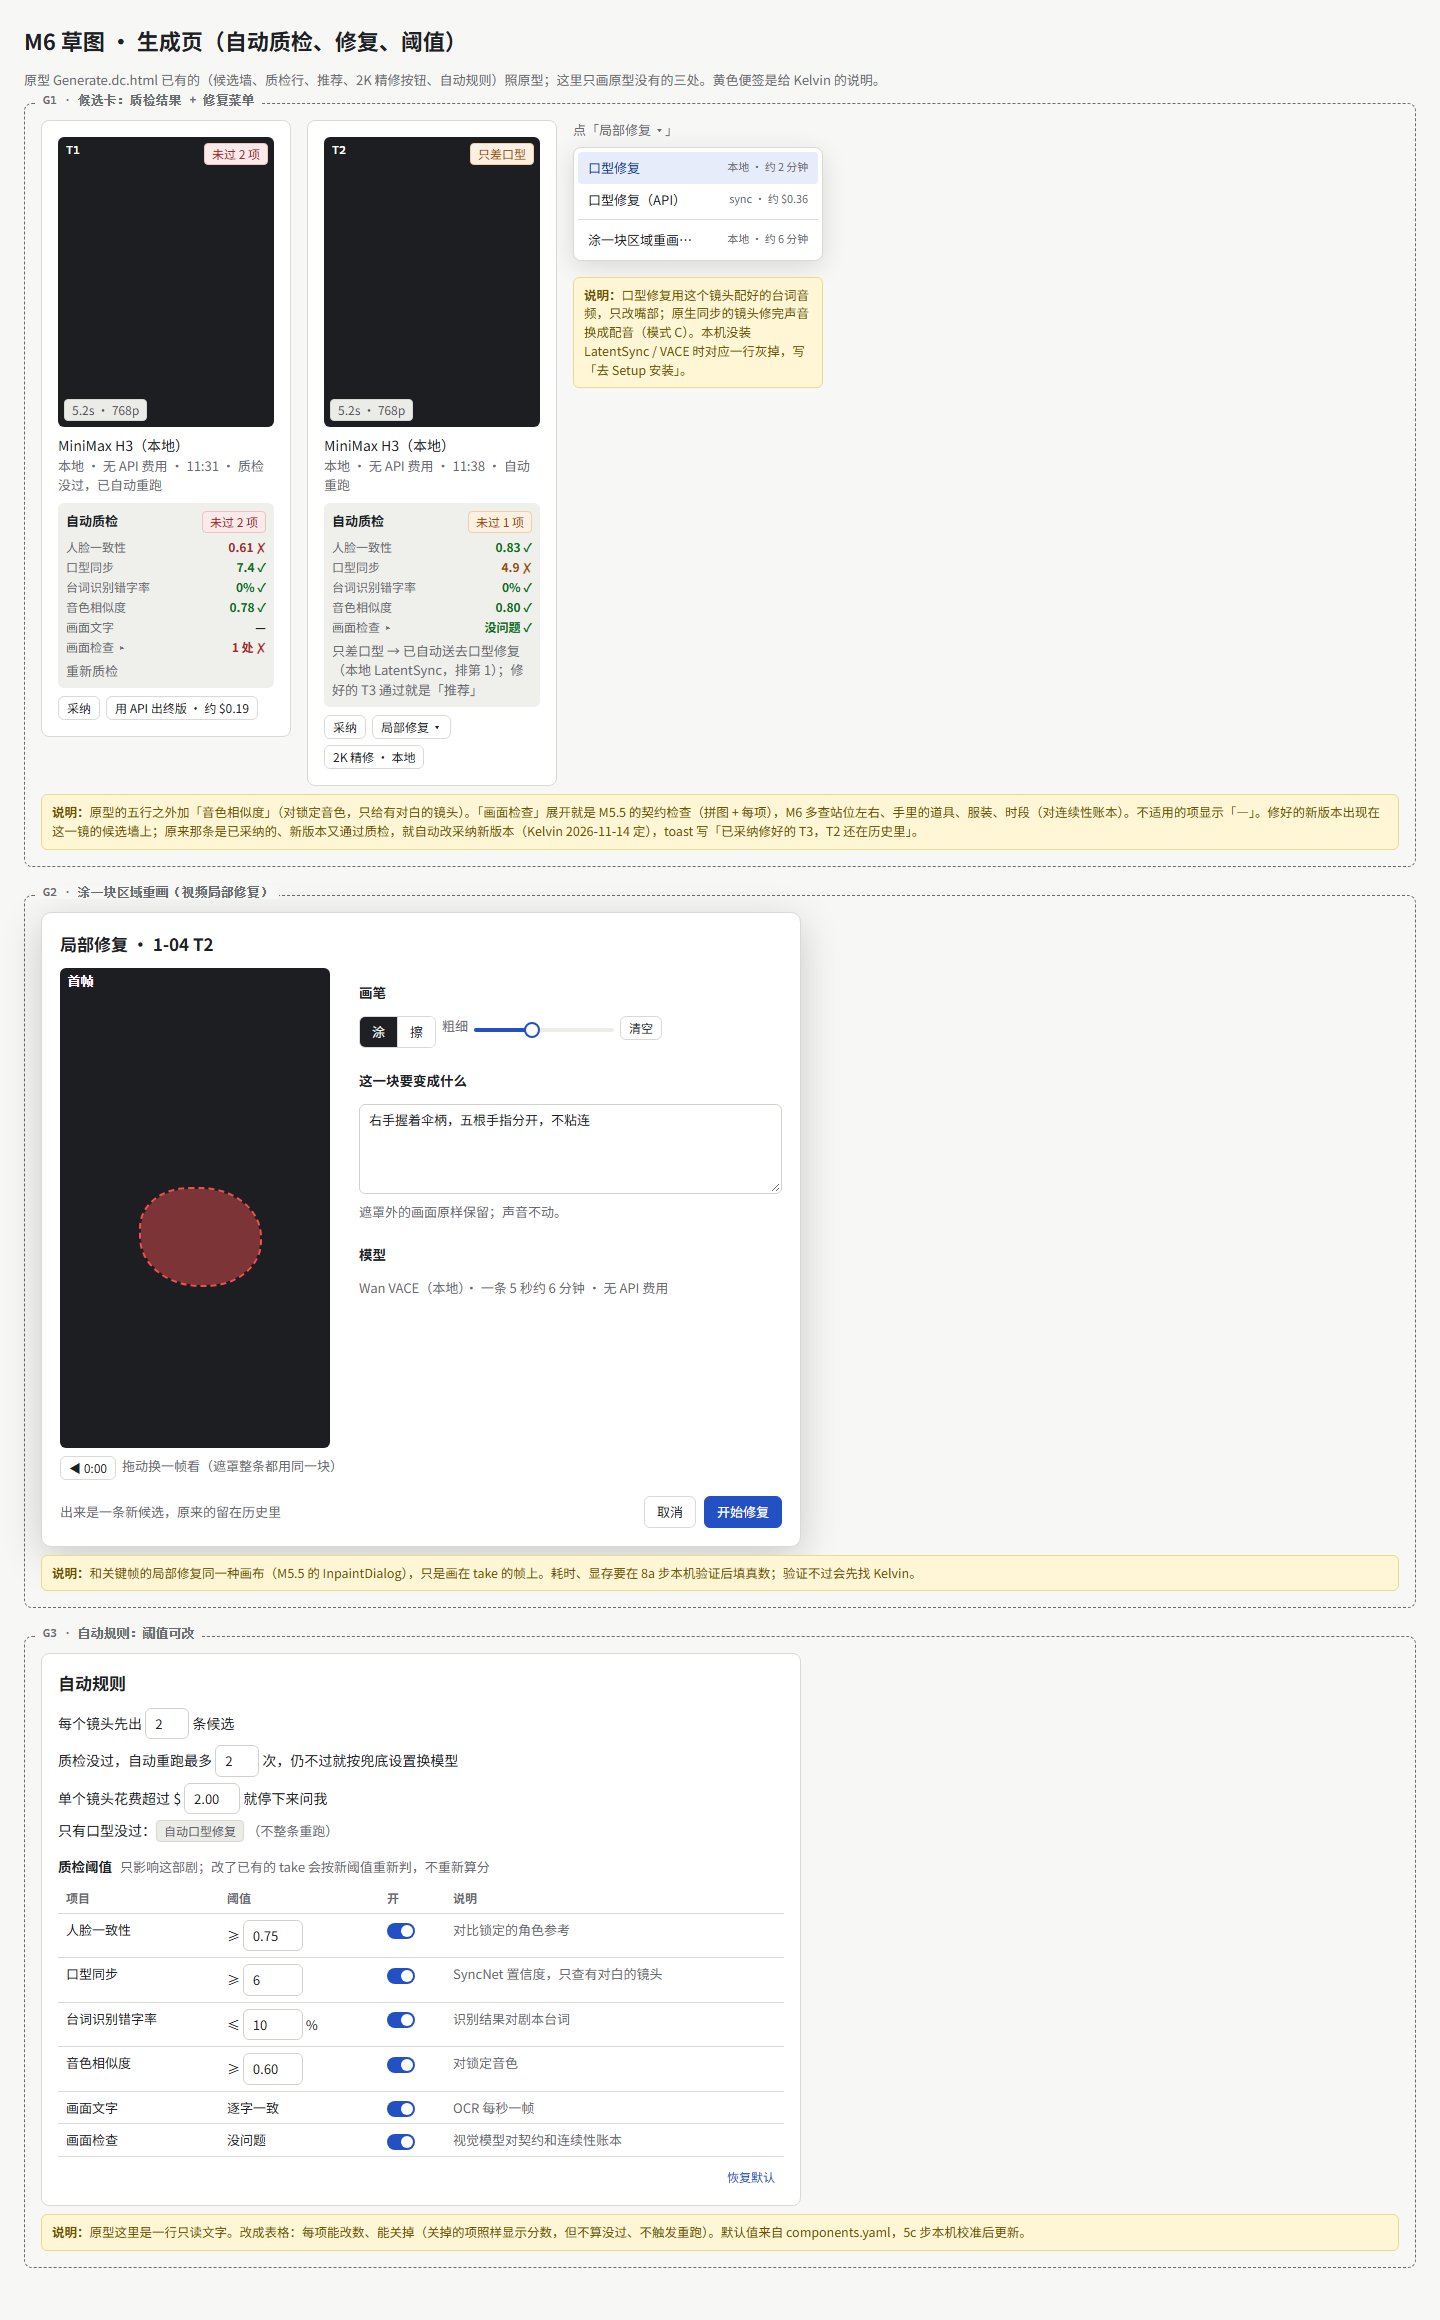 M6 草图 · 生成页（自动质检、修复、阈值）
原型 Generate.dc.html 已有的（候选墙、质检行、推荐、2K 精修按钮、自动规则）照原型；这里只画原型没有的三处。黄色便签是给 Kelvin 的说明。
G1 · 候选卡：质检结果 + 修复菜单
T1
未过 2 项
5.2s · 768p
MiniMax H3（本地）
本地 · 无 API 费用 · 11:31 · 质检
没过，已自动重跑
自动质检
未过 2 项
人脸一致性 0.61 ✗
口型同步 7.4 ✓
台词识别错字率 0% ✓
音色相似度 0.78 ✓
画面文字 —
画面检查 ▸ 1 处 ✗
重新质检
采纳
用 API 出终版 · 约 $0.19
T2
只差口型
5.2s · 768p
MiniMax H3（本地）
本地 · 无 API 费用 · 11:38 · 自动
重跑
自动质检
未过 1 项
人脸一致性 0.83 ✓
口型同步 4.9 ✗
台词识别错字率 0% ✓
音色相似度 0.80 ✓
画面检查 ▸ 没问题 ✓
只差口型 → 已自动送去口型修复
（本地 LatentSync，排第 1）；修
好的 T3 通过就是「推荐」
采纳
局部修复 ▾
2K 精修 · 本地
点「局部修复 ▾」
口型修复 本地 · 约 2 分钟
口型修复（API） sync · 约 $0.36
涂一块区域重画… 本地 · 约 6 分钟
说明：口型修复用这个镜头配好的台词音
频，只改嘴部；原生同步的镜头修完声音
换成配音（模式 C）。本机没装
LatentSync / VACE 时对应一行灰掉，写
「去 Setup 安装」。
说明：原型的五行之外加「音色相似度」（对锁定音色，只给有对白的镜头）。「画面检查」展开就是 M5.5 的契约检查（拼图 + 每项），M6 多查站位左右、手里的道具、服装、时段（对连续性账本）。不适用的项显示「—」。修好的新版本出现在
这一镜的候选墙上；原来那条是已采纳的、新版本又通过质检，就自动改采纳新版本（Kelvin 2026-11-14 定），toast 写「已采纳修好的 T3，T2 还在历史里」。
G2 · 涂一块区域重画（视频局部修复）
局部修复 · 1-04 T2
首帧
画笔
涂
擦
粗细
清空
这一块要变成什么
右手握着伞柄，五根手指分开，不粘连
遮罩外的画面原样保留；声音不动。
模型
Wan VACE（本地）· 一条 5 秒约 6 分钟 · 无 API 费用
◀ 0:00
拖动换一帧看（遮罩整条都用同一块）
出来是一条新候选，原来的留在历史里
取消
开始修复
说明：和关键帧的局部修复同一种画布（M5.5 的 InpaintDialog），只是画在 take 的帧上。耗时、显存要在 8a 步本机验证后填真数；验证不过会先找 Kelvin。
G3 · 自动规则：阈值可改
自动规则
每个镜头先出 2 条候选
质检没过，自动重跑最多 2 次，仍不过就按兜底设置换模型
单个镜头花费超过 $ 2.00 就停下来问我
只有口型没过： 自动口型修复 （不整条重跑）
质检阈值 只影响这部剧；改了已有的 take 会按新阈值重新判，不重新算分
项目 阈值 开 说明
人脸一致性 ≥ 0.75 对比锁定的角色参考
口型同步 ≥ 6 SyncNet 置信度，只查有对白的镜头
台词识别错字率 ≤ 10 % 识别结果对剧本台词
音色相似度 ≥ 0.60 对锁定音色
画面文字 逐字一致 OCR 每秒一帧
画面检查 没问题 视觉模型对契约和连续性账本
恢复默认
说明：原型这里是一行只读文字。改成表格：每项能改数、能关掉（关掉的项照样显示分数，但不算没过、不触发重跑）。默认值来自 components.yaml，5c 步本机校准后更新。